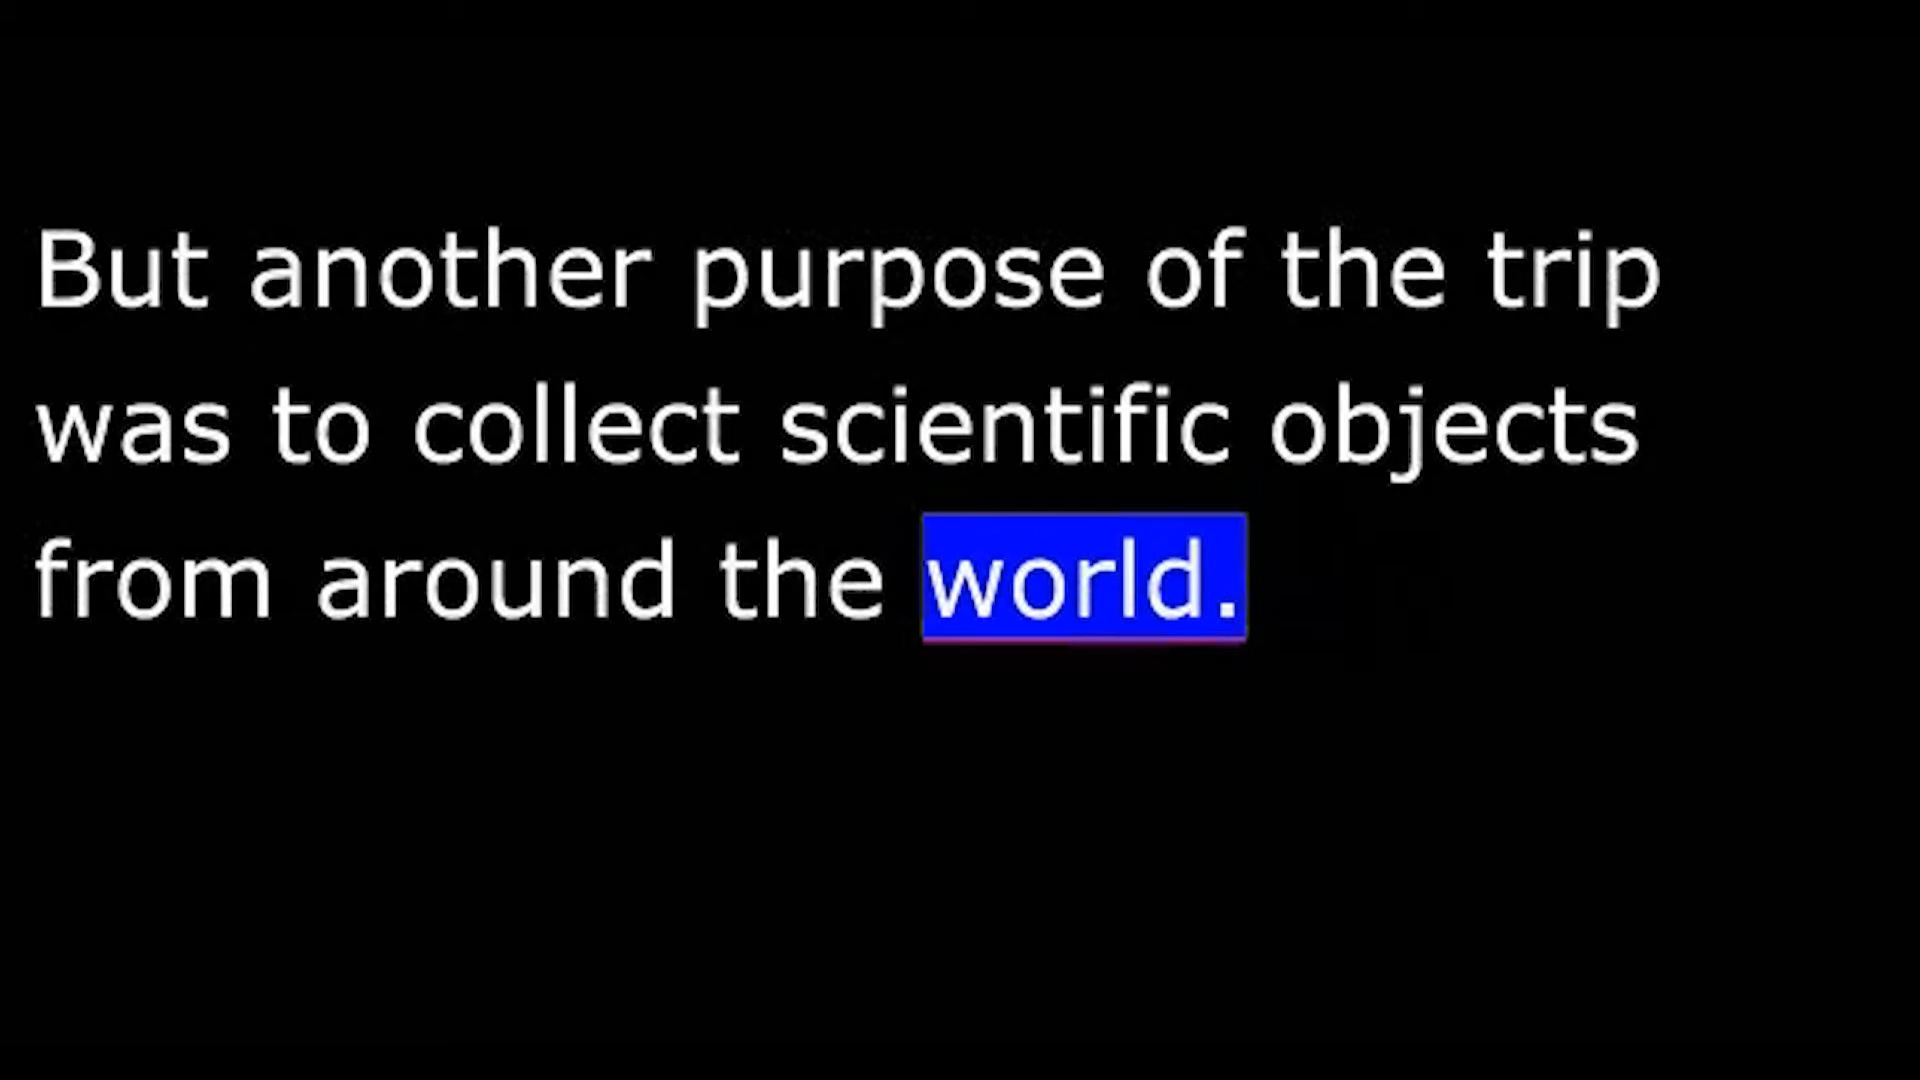 But another purpose of the trip
was to collect scientific objects
from around the world.